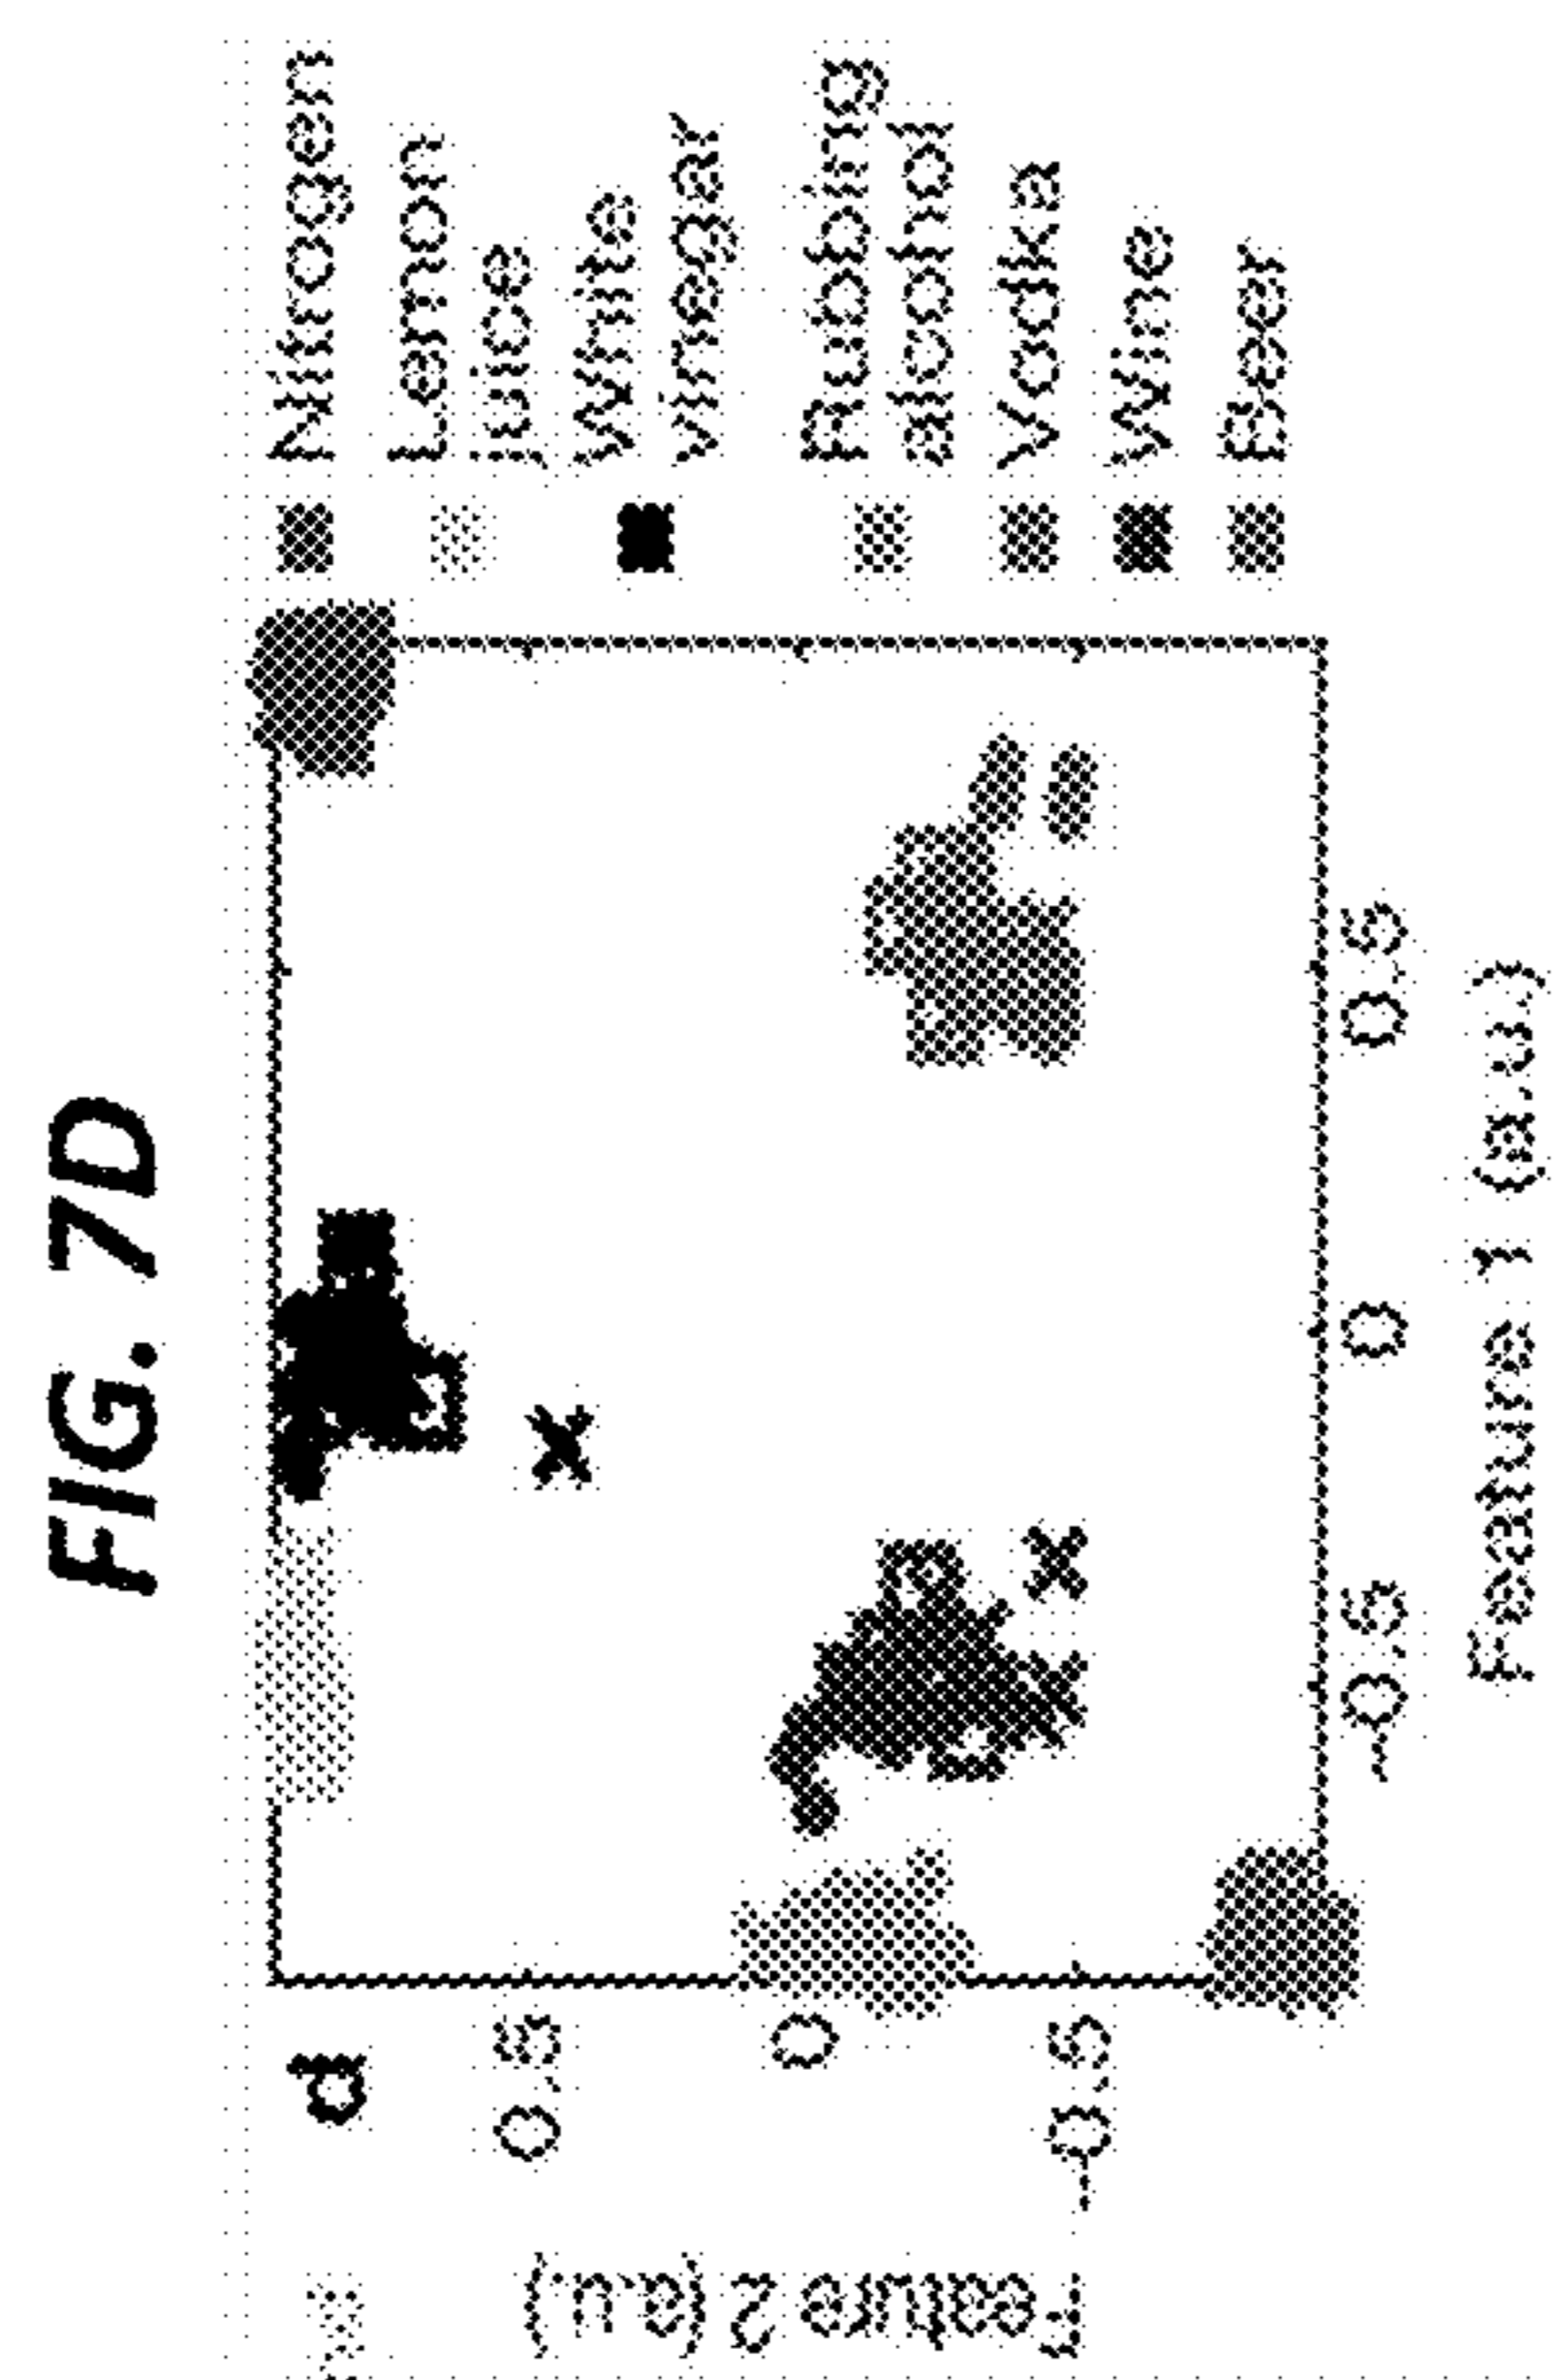 FIG. 7D
d
Feature 2 (a.u.)
0.5
0
-0.5
-0.5
0
0.5
Feature 1 (a.u.)
Nitrogen
Lemon
juice
White
vinegar
Rubbing
alcohol
Vodka
Wine
Beer